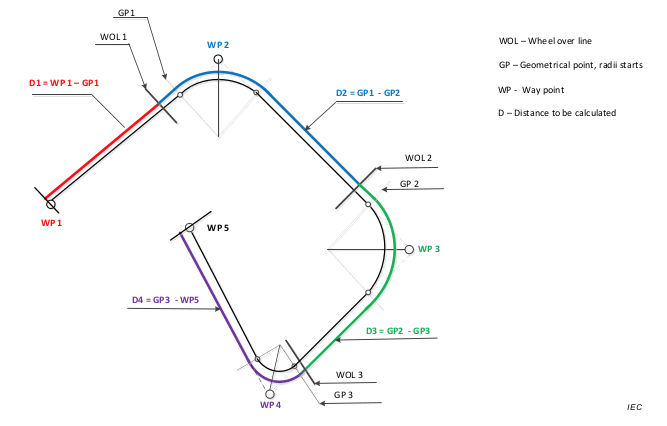 GP 1
WOL 1
WP 2
D1 = WP 1 – GP1
D2 = GP1 - GP2
WOL 2
GP 2
WP 1
WP 5
WP 3
D4 = GP3 - WP5
D3 = GP2 - GP3
WOL 3
GP 3
WP 4
WOL – Wheel over line
GP – Geometrical point, radii starts
WP - Way point
D – Distance to be calculated
IEC